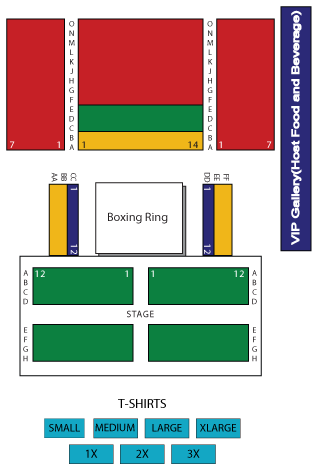 O O
N N
M M
L L
K K
J J
H H
G G
F F
E E
D D
C C
B B
A A
7 1
1 14
1 7
VIP Gallery(Host Food and Beverage)
AA BB CC
1
12
Boxing Ring
DD EE FF
1
12
A
B
C
D
12 1
1 12
A
B
C
D
STAGE
E
F
G
H
E
F
G
H
T-SHIRTS
SMALL MEDIUM LARGE XLARGE
1X 2X 3X